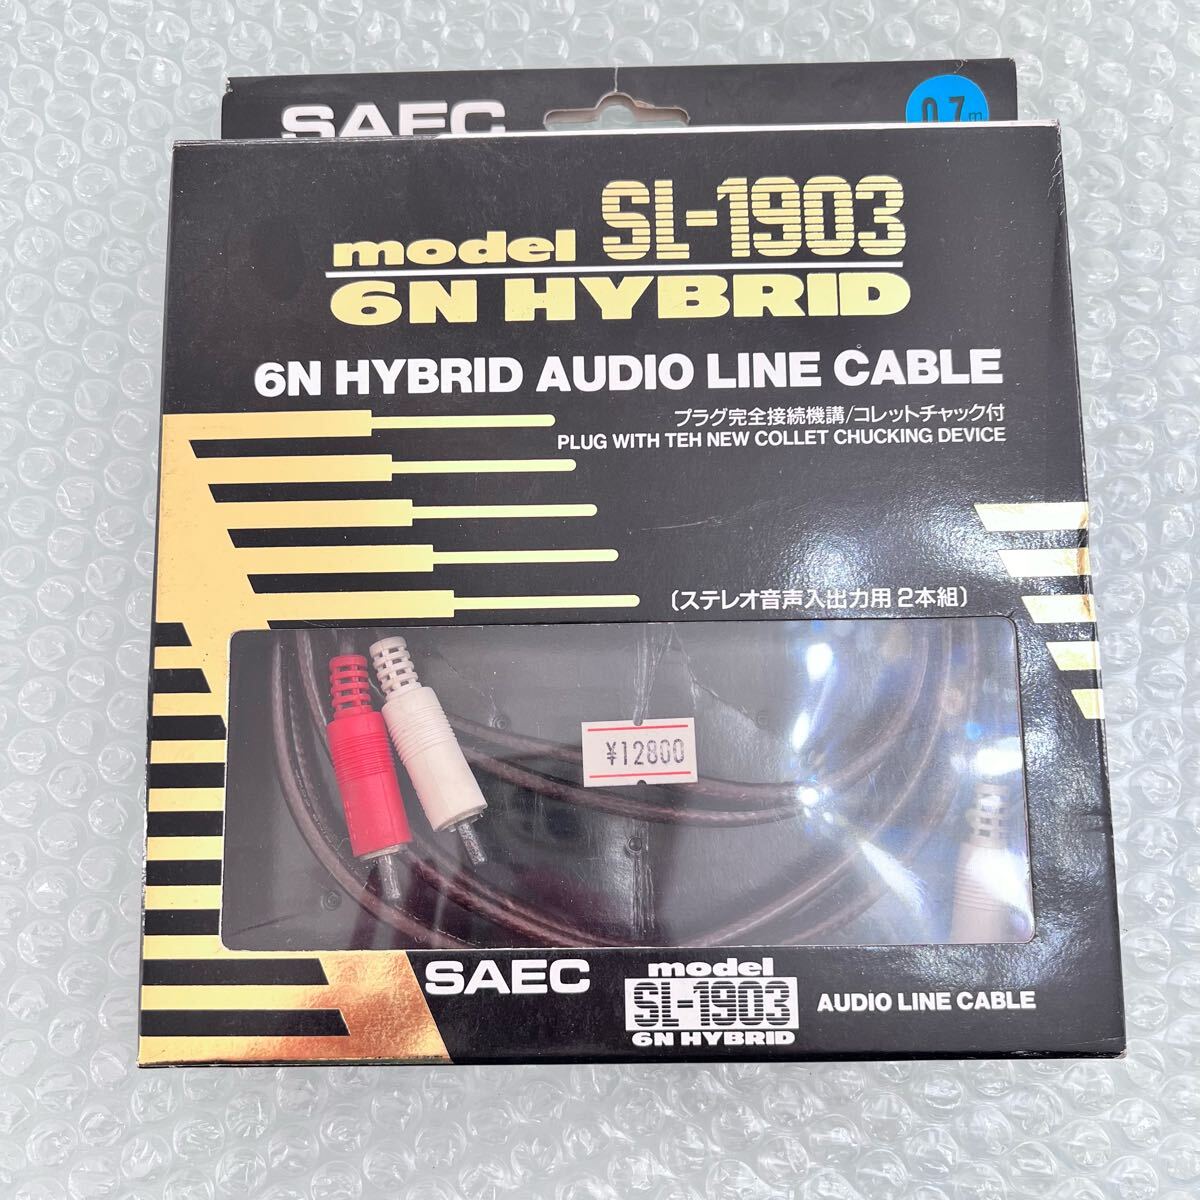 SAEC
0.7m
model SL-1903
6N HYBRID
6N HYBRID AUDIO LINE CABLE
プラグ完全接続機講/コレットチャック付
PLUG WITH TEH NEW COLLET CHUCKING DEVICE
〔ステレオ音声入出力用2本組〕
¥12800
SAEC
model
SL-1903
6N HYBRID
AUDIO LINE CABLE